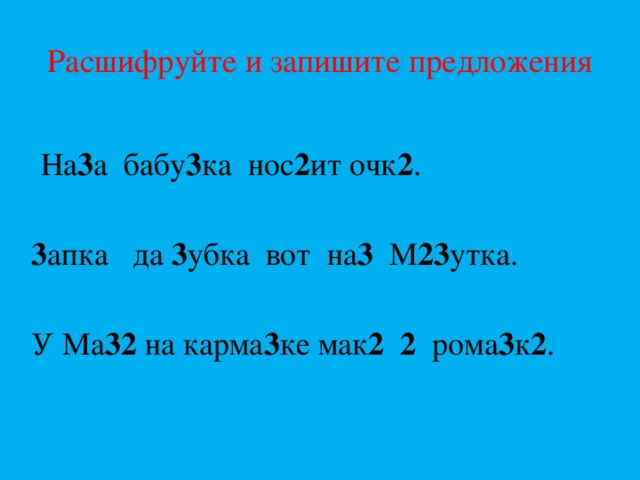 Расшифруйте и запишите предложения
На3а бабу3ка нос2ит очк2.
3апка да 3убка вот на3 М23утка.
У Ма32 на карма3ке мак2 2 рома3к2.